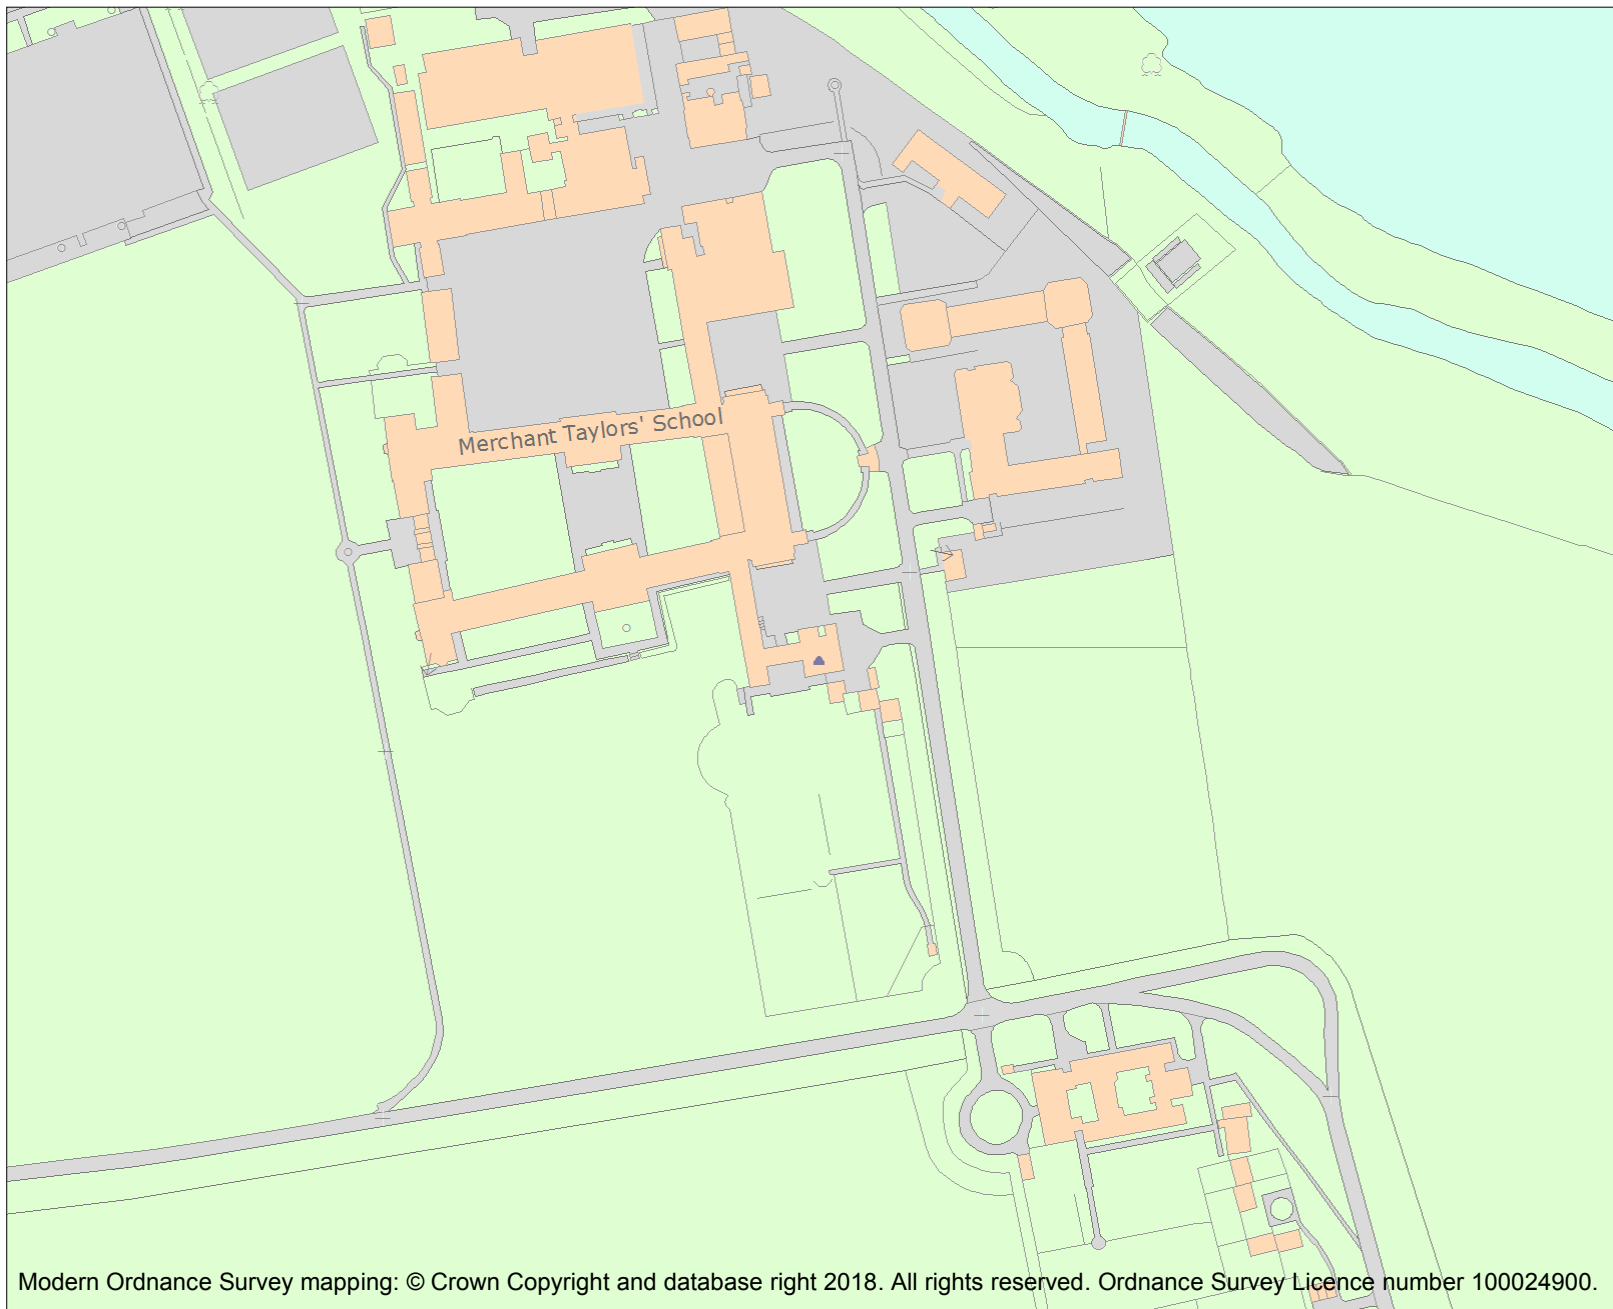 Merchant Taylors' School
Modern Ordnance Survey mapping: © Crown Copyright and database right 2018. All rights reserved. Ordnance Survey Licence number 100024900.